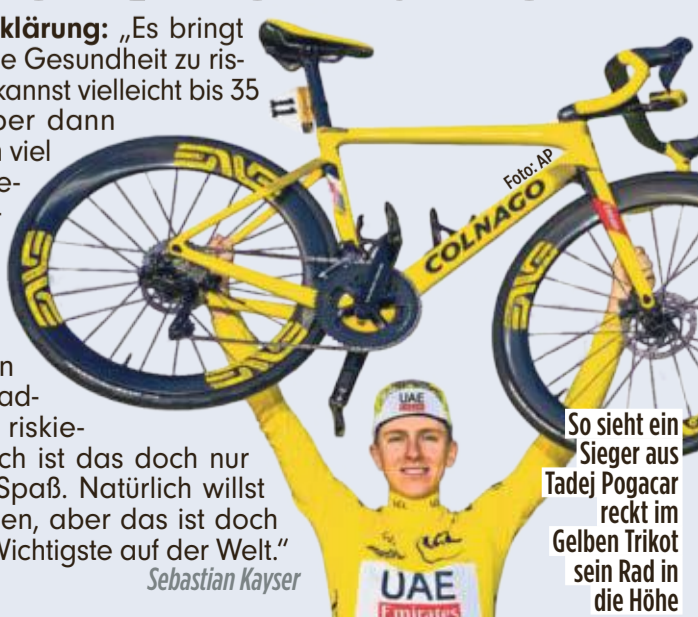 klärung: „Es bringt
e Gesundheit zu ris-
kannst vielleicht bis 35
ber dann
viel
e-
n
ad-
riskie-
ch ist das doch nur
Spaß. Natürlich willst
en, aber das ist doch
Wichtigste auf der Welt.“
Sebastian Kayser
11
Foto: AP
COLNAGO
UAE
UAE
Emirates
So sieht ein
Sieger aus
Tadej Pogacar
reckt im
Gelben Trikot
sein Rad in
die Höhe